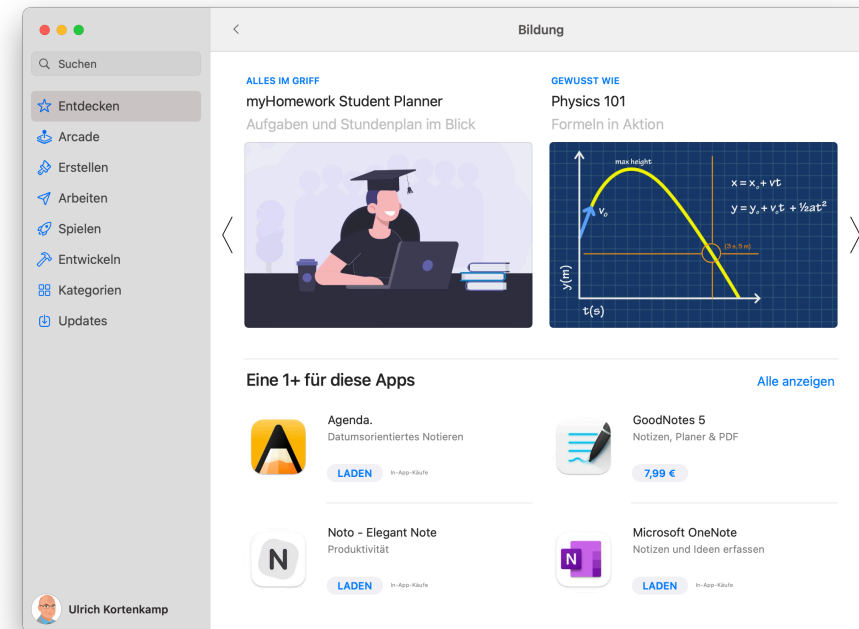 Bildung
Suchen
Entdecken
Arcade
Erstellen
Arbeiten
Spielen
Entwickeln
Kategorien
Updates
Ulrich Kortenkamp
ALLES IM GRIFF
myHomework Student Planner
Aufgaben und Stundenplan im Blick
GEWUSST WIE
Physics 101
Formeln in Aktion
max height
x = x₀ + vt
y = y₀ + v₀t + ½at²
v₀
(3 s, 5 m)
y(m)
t(s)
Eine 1+ für diese Apps
Alle anzeigen
Agenda.
Datumsorientiertes Notieren
LADEN
In-App-Käufe
GoodNotes 5
Notizen, Planer & PDF
7,99 €
N
Noto - Elegant Note
Produktivität
LADEN
In-App-Käufe
N
Microsoft OneNote
Notizen und Ideen erfassen
LADEN
In-App-Käufe